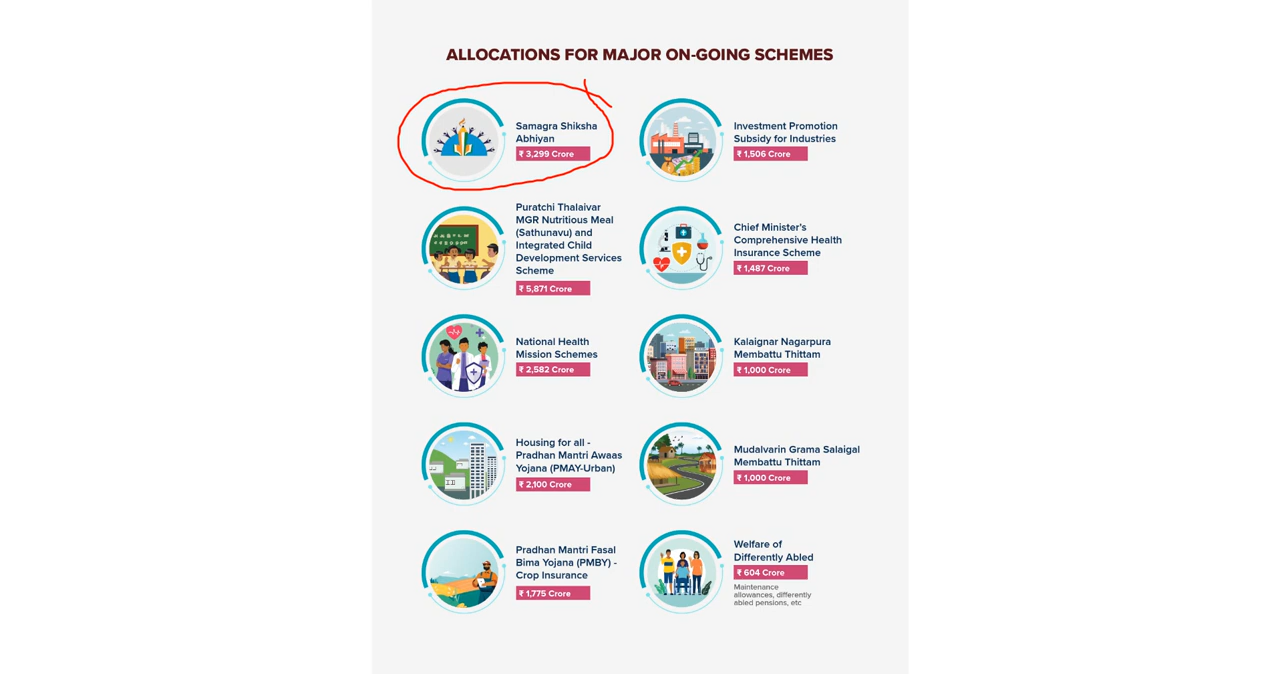 ALLOCATIONS FOR MAJOR ON-GOING SCHEMES
Samagra Shiksha
Abhiyan
₹ 3,299 Crore
Investment Promotion
Subsidy for Industries
₹ 1,506 Crore
Puratchi Thalaivar
MGR Nutritious Meal
(Sathunavu) and
Integrated Child
Development Services
Scheme
₹ 5,871 Crore
Chief Minister's
Comprehensive Health
Insurance Scheme
₹ 1,487 Crore
National Health
Mission Schemes
₹ 2,582 Crore
Kalaignar Nagarpura
Membattu Thittam
₹ 1,000 Crore
Housing for all -
Pradhan Mantri Awaas
Yojana (PMAY-Urban)
₹ 2,100 Crore
Mudalvarin Grama Salaigal
Membattu Thittam
₹ 1,000 Crore
Pradhan Mantri Fasal
Bima Yojana (PMBY) -
Crop Insurance
₹ 1,775 Crore
Welfare of
Differently Abled
₹ 604 Crore
Maintenance
allowances, differently
abled pensions, etc